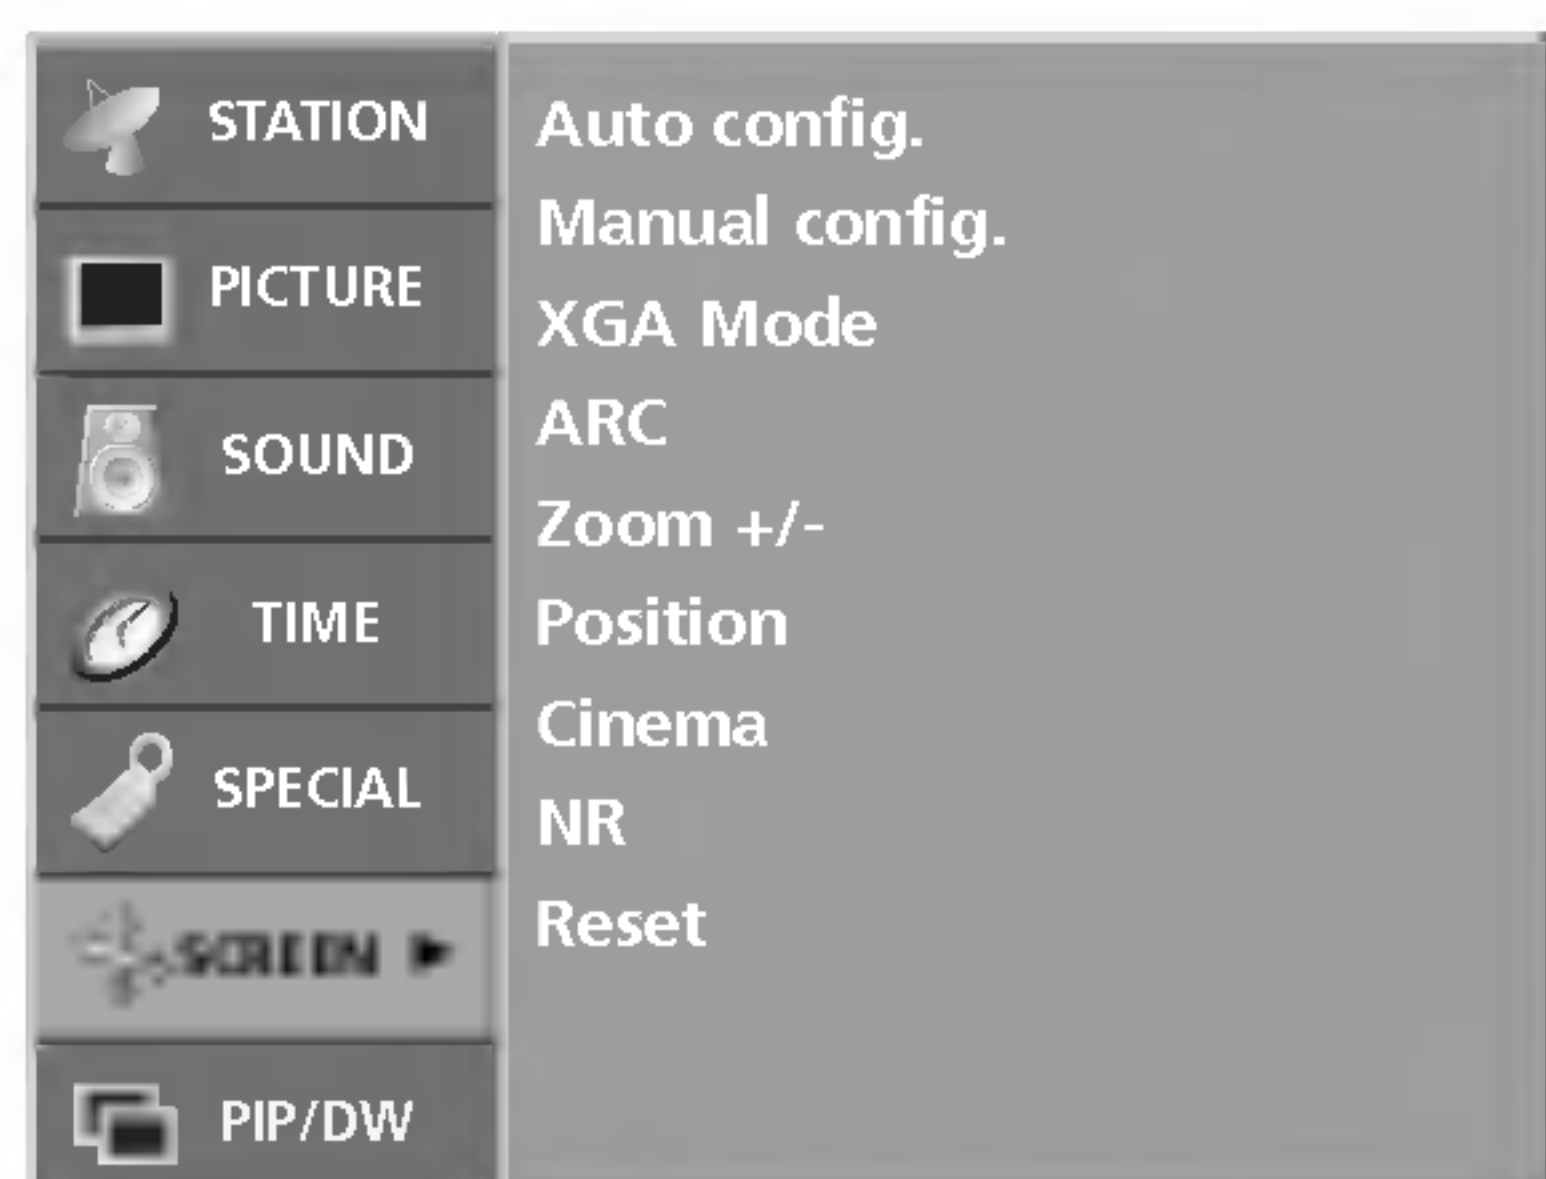 STATION
PICTURE
SOUND
TIME
SPECIAL
SCREEN
PIP/DW
Auto config.
Manual config.
XGA Mode
ARC
Zoom +/-
Position
Cinema
NR
Reset